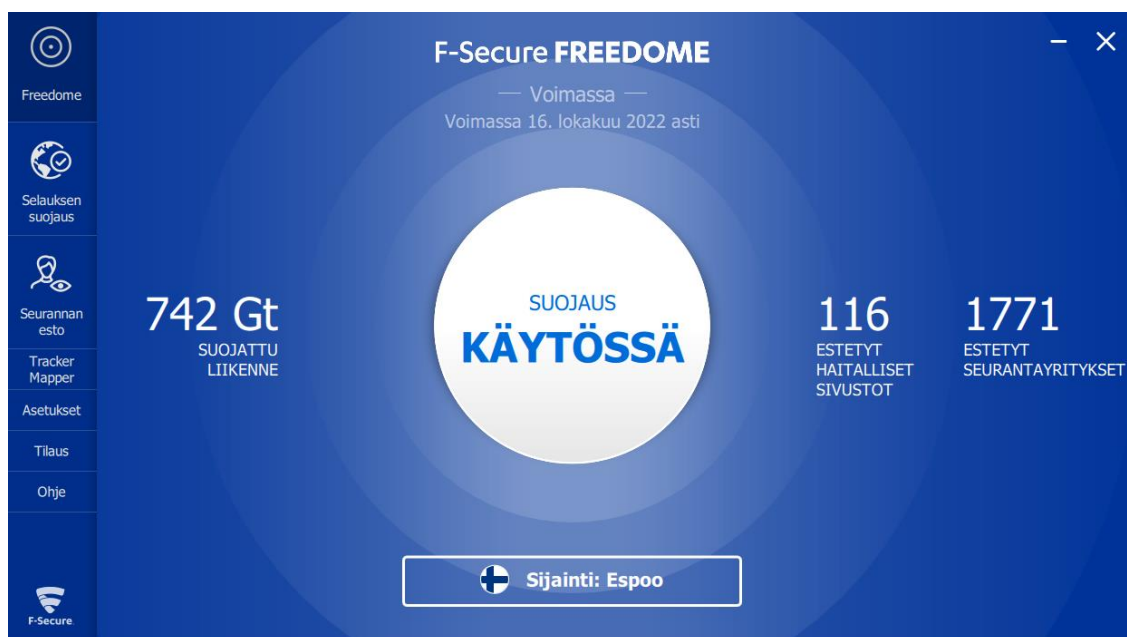 F-Secure FREEDOME
Voimassa
Voimassa 16. lokakuu 2022 asti
Freedome
Selauksen
suojaus
Seurannan
esto
Tracker
Mapper
Asetukset
Tilaus
Ohje
F-Secure
742 Gt
SUOJATTU
LIIKENNE
SUOJAUS
KÄYTÖSSÄ
116
ESTETYT
HAITALLISET
SIVUSTOT
1771
ESTETYT
SEURANTAYRITYKSET
Sijainti: Espoo